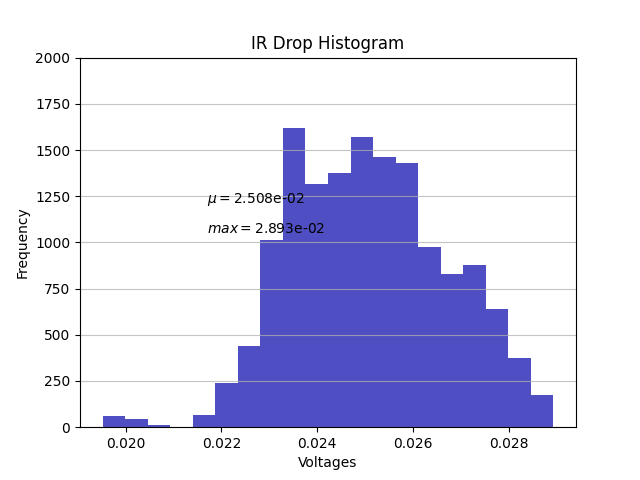 IR Drop Histogram
2000
1750
1500
1250
1000
750
500
250
0
Frequency
μ = 2.508e-02
max = 2.893e-02
0.020 0.022 0.024 0.026 0.028
Voltages